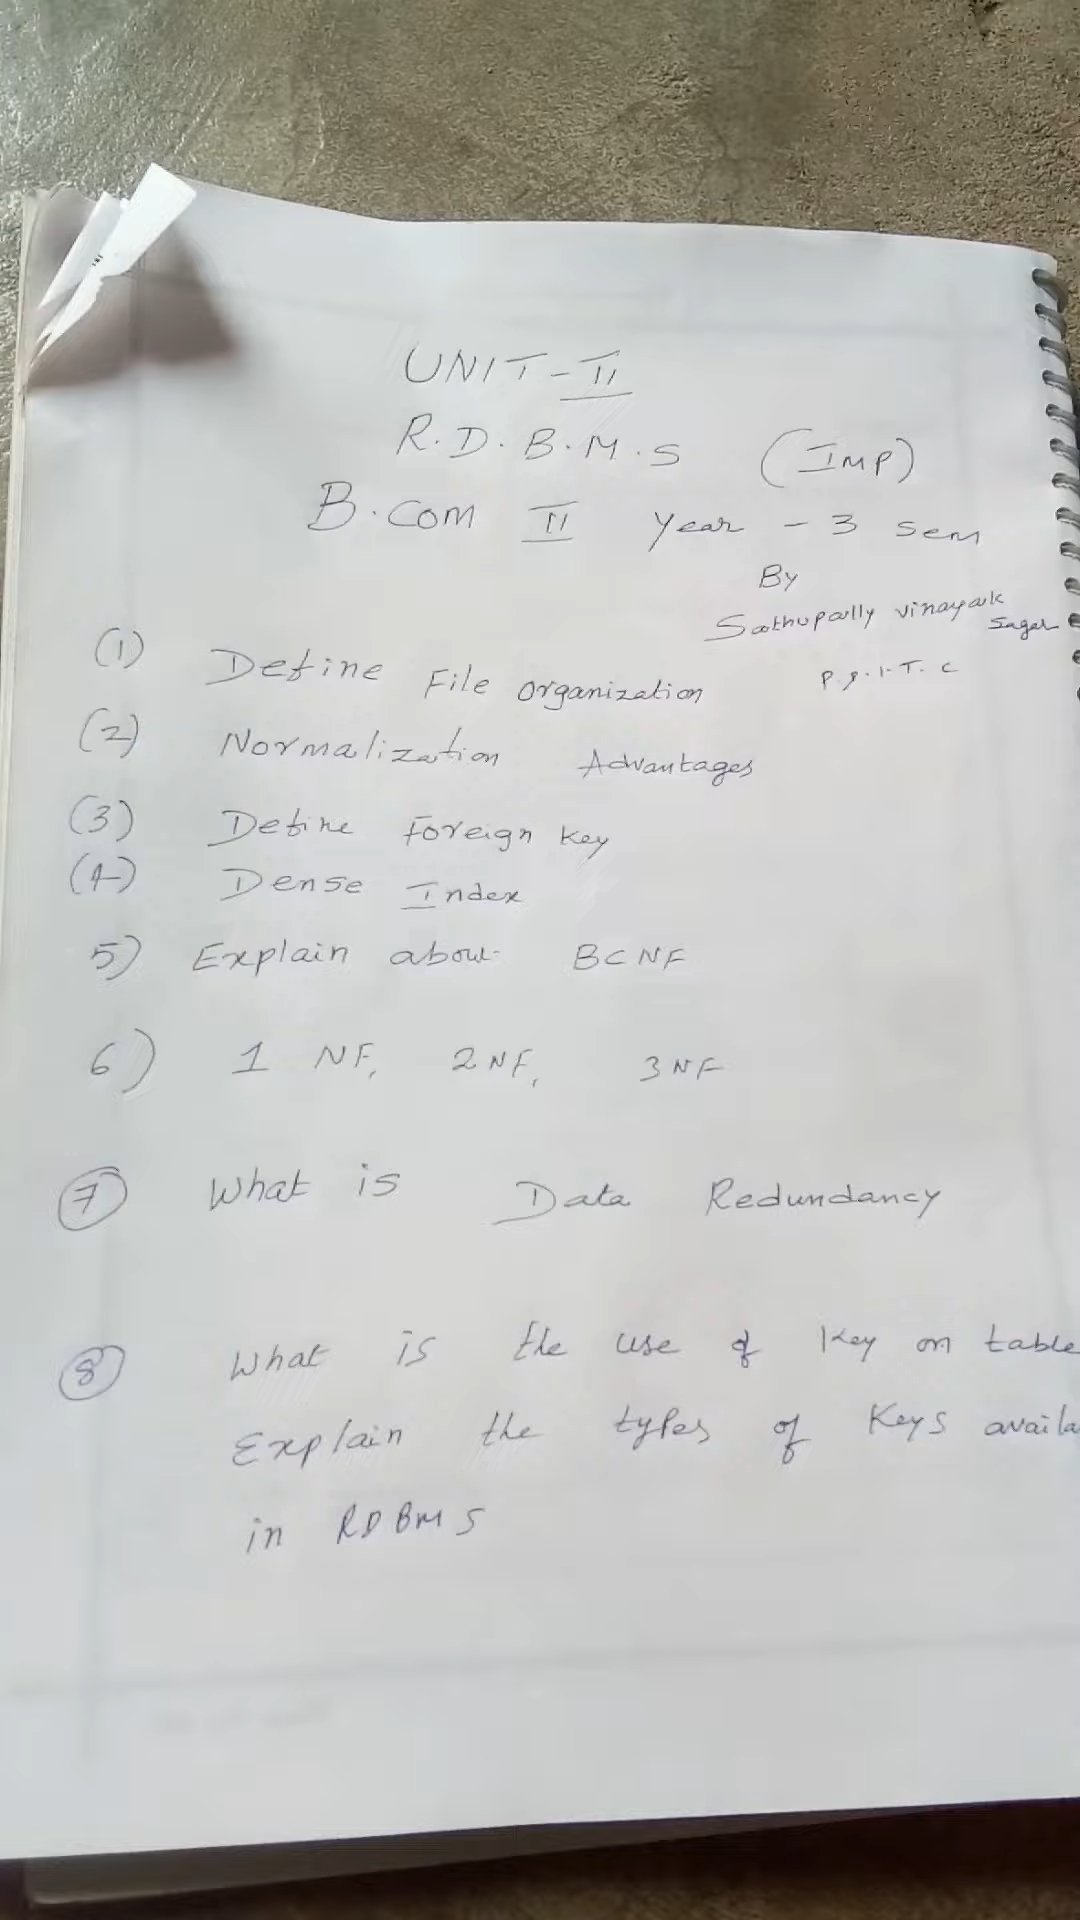 UNIT-II
R.D.B.M.S (IMP)
B.COM II Year - 3 sem
By
Sathupally Vinayak
Sagar
P.g.1.T.C
(1) Define File organization
(2) Normalization Advantages
(3) Define Foreign Key
(4) Dense Index
5) Explain about BCNF
6) 1 NF, 2NF, 3NF
7 What is Data Redundancy
8 What is the use of Key on table
Explain the types of Keys availa
in RDBMS